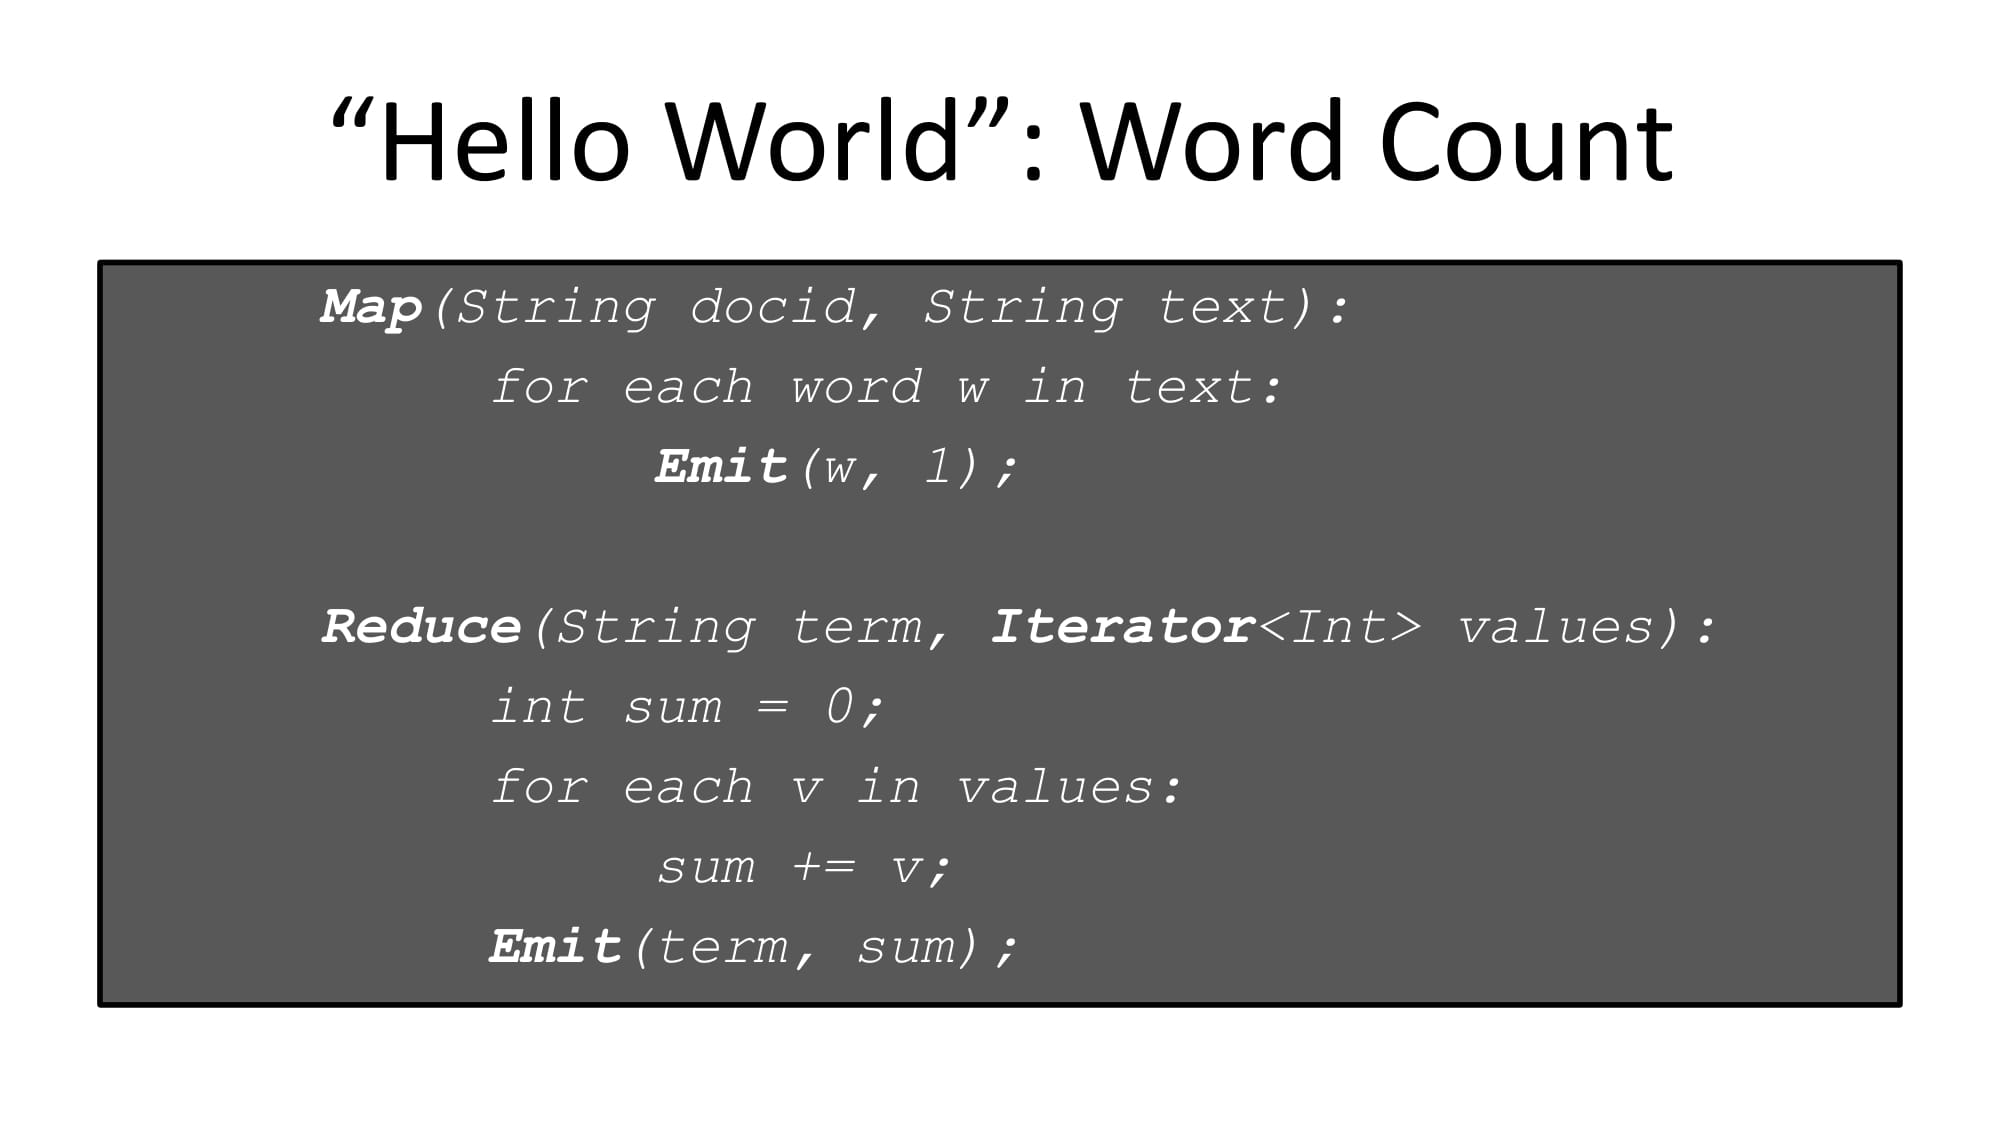 “Hello World”: Word Count
Map(String docid, String text):
for each word w in text:
Emit(w, 1);
Reduce(String term, Iterator<Int> values):
int sum = 0;
for each v in values:
sum += v;
Emit(term, sum);